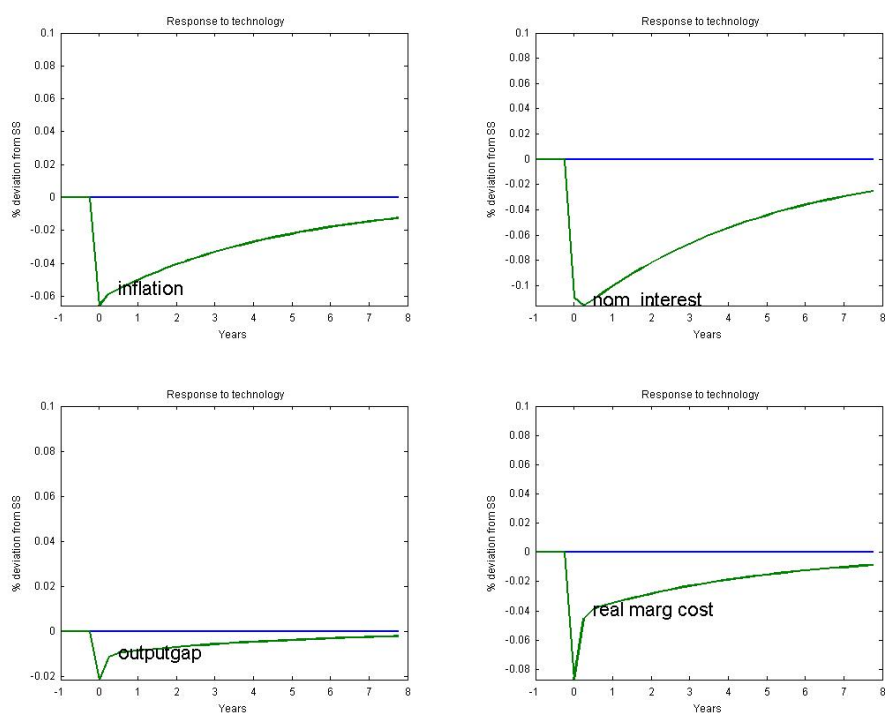 Response to technology
% deviation from SS
0.1
0.08
0.06
0.04
0.02
0
-0.02
-0.04
-0.06
inflation
-1 0 1 2 3 4 5 6 7 8
Years
Response to technology
% deviation from SS
0.1
0.08
0.06
0.04
0.02
0
-0.02
-0.04
-0.06
-0.08
-0.1
nom interest
-1 0 1 2 3 4 5 6 7 8
Years
Response to technology
% deviation from SS
0.1
0.08
0.06
0.04
0.02
0
-0.02
outputgap
-1 0 1 2 3 4 5 6 7 8
Years
Response to technology
% deviation from SS
0.1
0.08
0.06
0.04
0.02
0
-0.02
-0.04
-0.06
-0.08
real marg cost
-1 0 1 2 3 4 5 6 7 8
Years